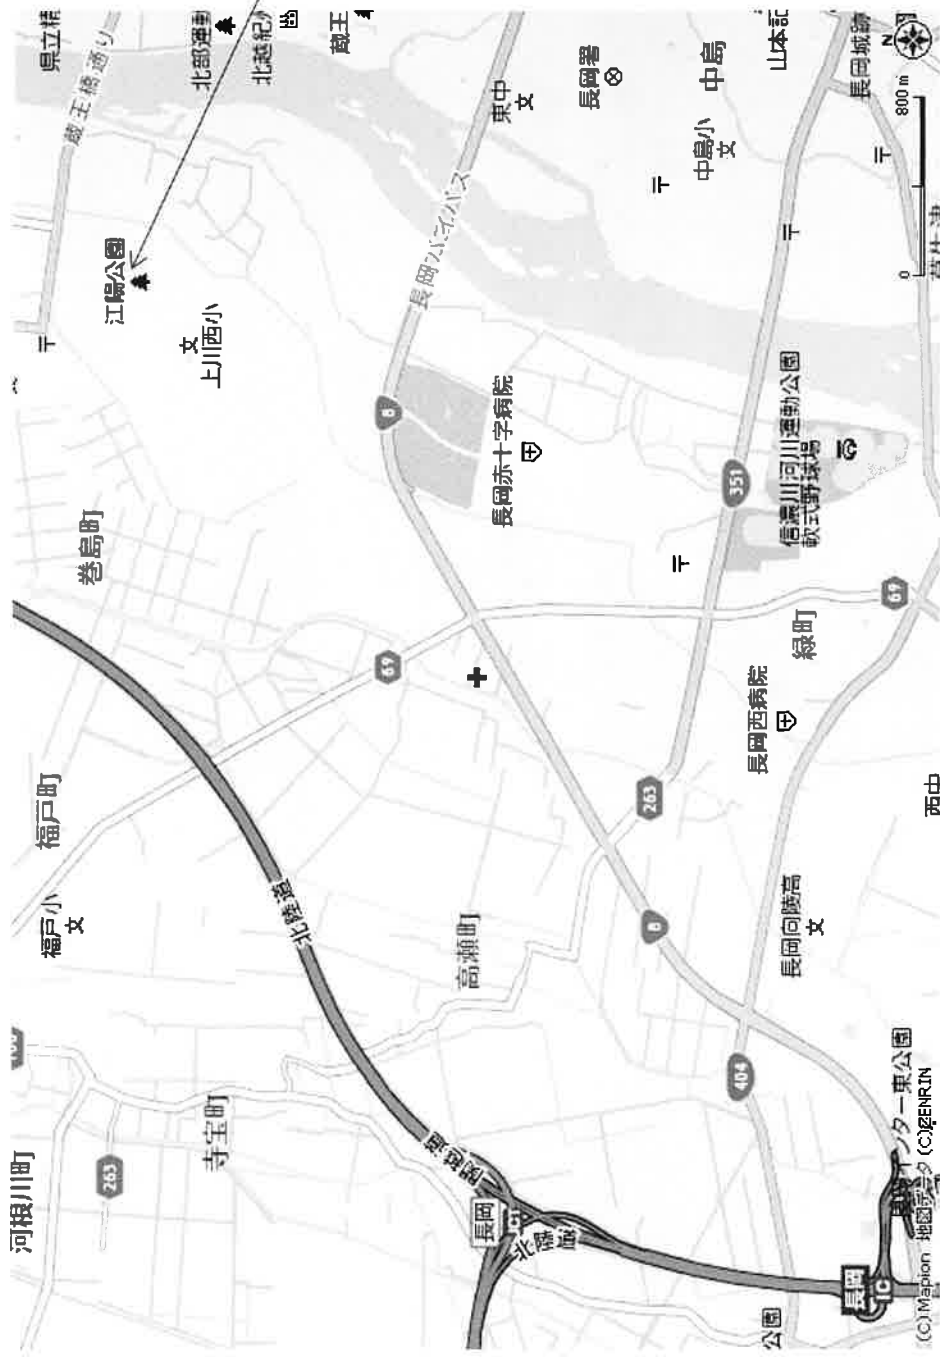 河根川町
福戸小
福戸町
県立精
263
巻島町
蔵王橋通り
江陽公園
寺宝町
上川西小
北部運動
北越紀
北陸道
蔵王
69
8
関越道
長岡バイパス
高瀬町
長岡
長岡赤十字病院
東中
北陸道
長岡署
263
8
中島小
中島
351
404
長岡西病院
公園
山本記
長岡向陵高
信濃川河川運動公園
軟式野球場
緑町
長岡
長岡城跡
69
N
インター東公園
0
800 m
西中
(C) Mapion 地図データ (C)ZENRIN